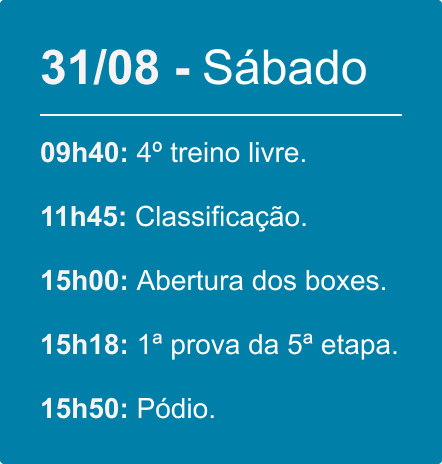 31/08 - Sábado
09h40: 4º treino livre.
11h45: Classificação.
15h00: Abertura dos boxes.
15h18: 1ª prova da 5ª etapa.
15h50: Pódio.